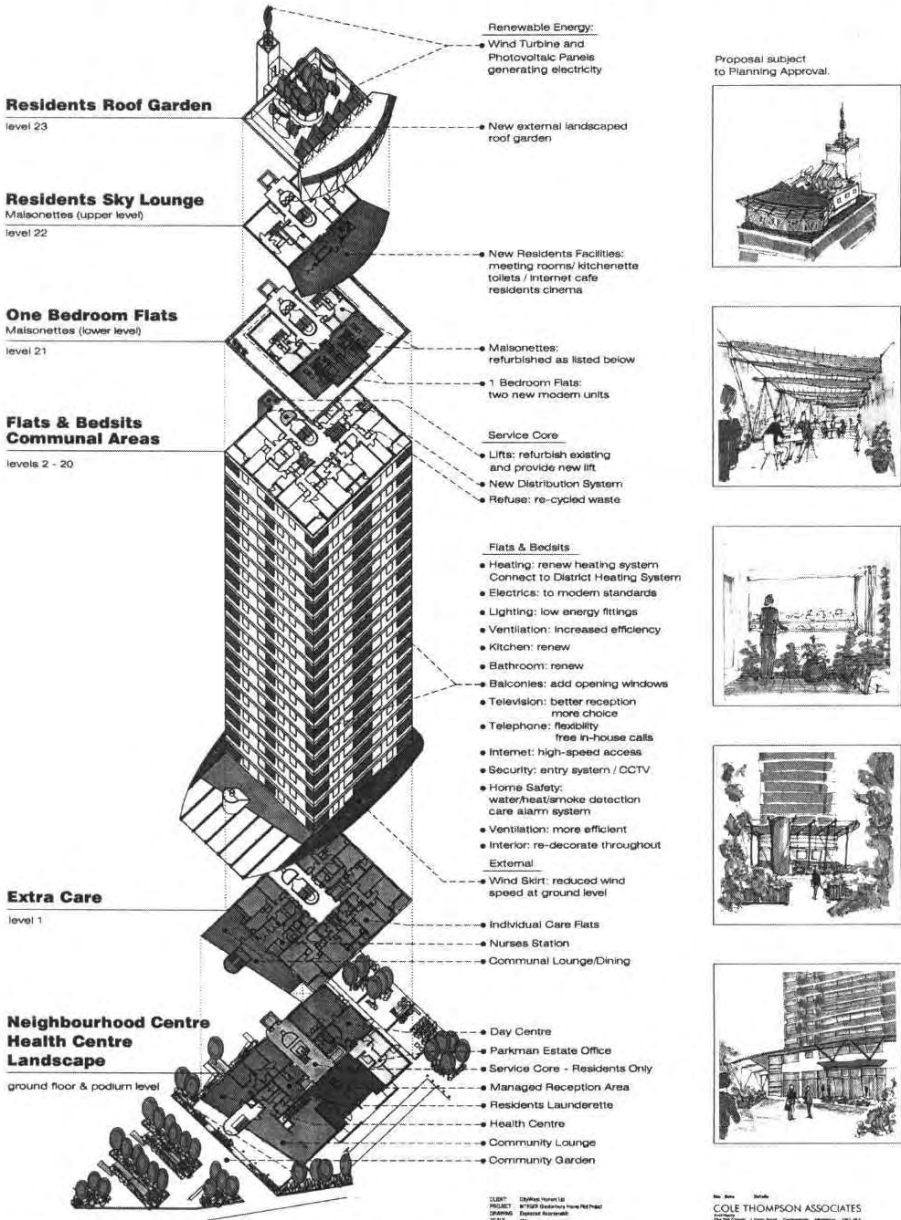 Residents Roof Garden
level 23
Residents Sky Lounge
Maisonettes (upper level)
level 22
One Bedroom Flats
Maisonettes (lower level)
level 21
Flats & Bedsits
Communal Areas
levels 2 - 20
Extra Care
level 1
Neighbourhood Centre
Health Centre
Landscape
ground floor & podium level
Renewable Energy:
• Wind Turbine and
Photovoltaic Panels
generating electricity
• New external landscaped
roof garden
• New Residents Facilities:
meeting rooms/ kitchenette
toilets / internet cafe
residents cinema
• Maisonettes:
refurbished as listed below
• 1 Bedroom Flats:
two new modern units
Service Core
• Lifts: refurbish existing
and provide new lift
• New Distribution System
• Refuse: re-cycled waste
Flats & Bedsits
• Heating: renew heating system
Connect to District Heating System
• Electrics: to modern standards
• Lighting: low energy fittings
• Ventilation: increased efficiency
• Kitchen: renew
• Bathroom: renew
• Balconies: add opening windows
• Television: better reception
more choice
• Telephone: flexibility
free in-house calls
• Internet: high-speed access
• Security: entry system / CCTV
• Home Safety:
water/heat/smoke detection
care alarm system
• Ventilation: more efficient
• Interior: re-decorate throughout
External
• Wind Skirt: reduced wind
speed at ground level
• Individual Care Flats
• Nurses Station
• Communal Lounge/Dining
• Day Centre
• Parkman Estate Office
• Service Core - Residents Only
• Managed Reception Area
• Residents Launderette
• Health Centre
• Community Lounge
• Community Garden
Proposal subject
to Planning Approval.
CLIENT CityWest Homes Ltd
PROJECT
DRAWING Exploded Axonometric
COLE THOMPSON ASSOCIATES